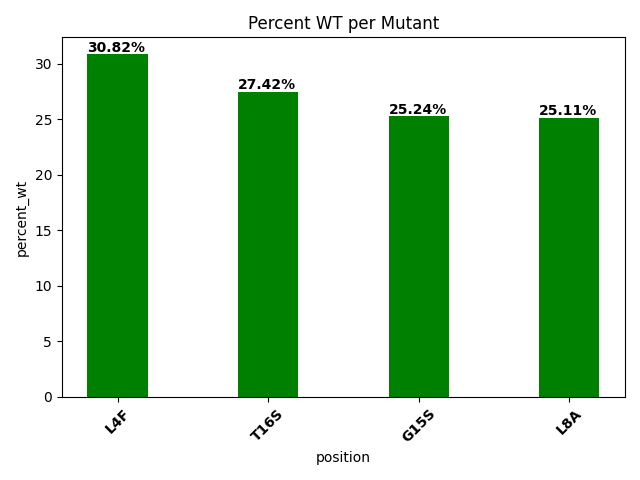 Percent WT per Mutant
30.82%
27.42%
25.24%
25.11%
percent_wt
30
25
20
15
10
5
0
L4F
T16S
G15S
L8A
position